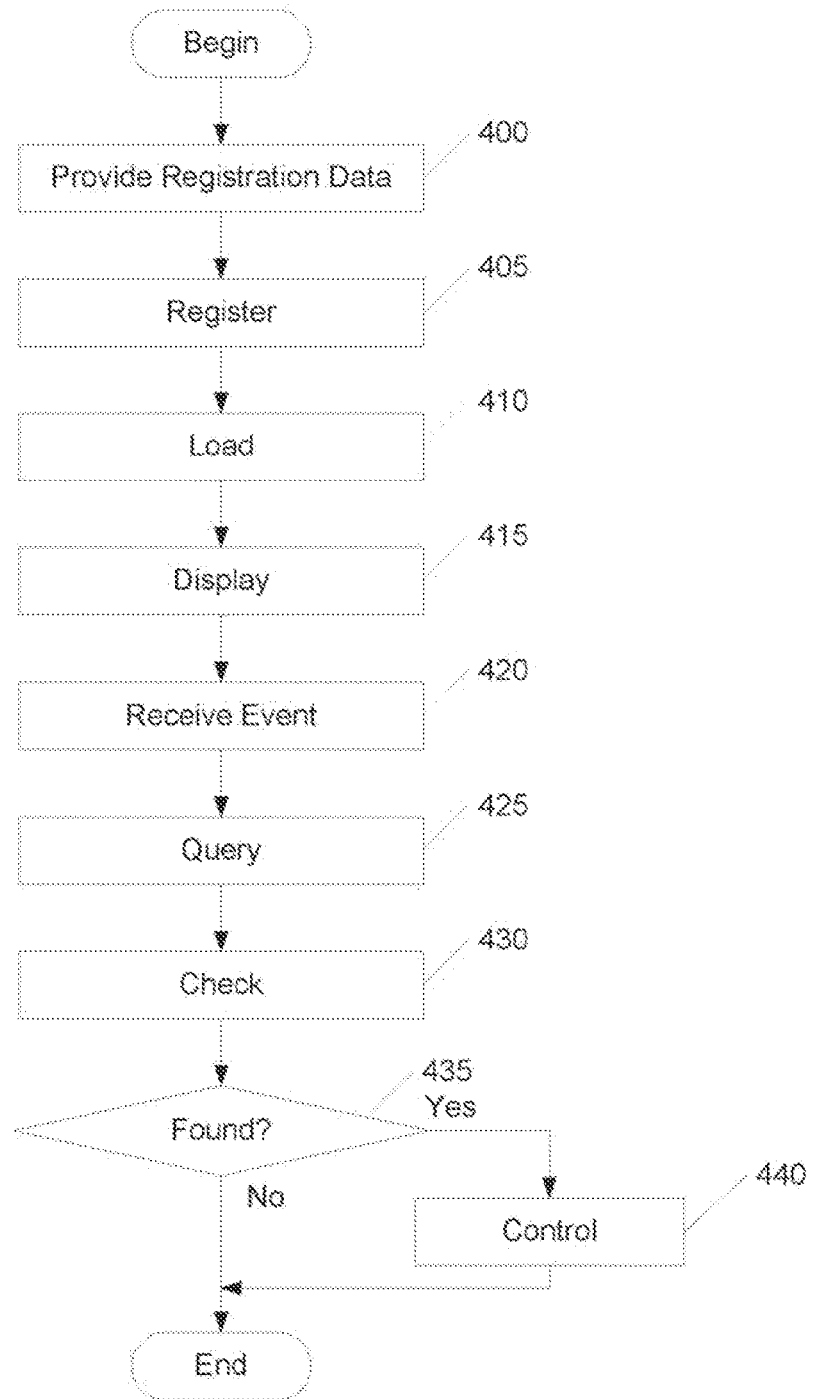 Begin
400
Provide Registration Data
405
Register
410
Load
415
Display
420
Receive Event
425
Query
430
Check
435
Found?
Yes
No
440
Control
End